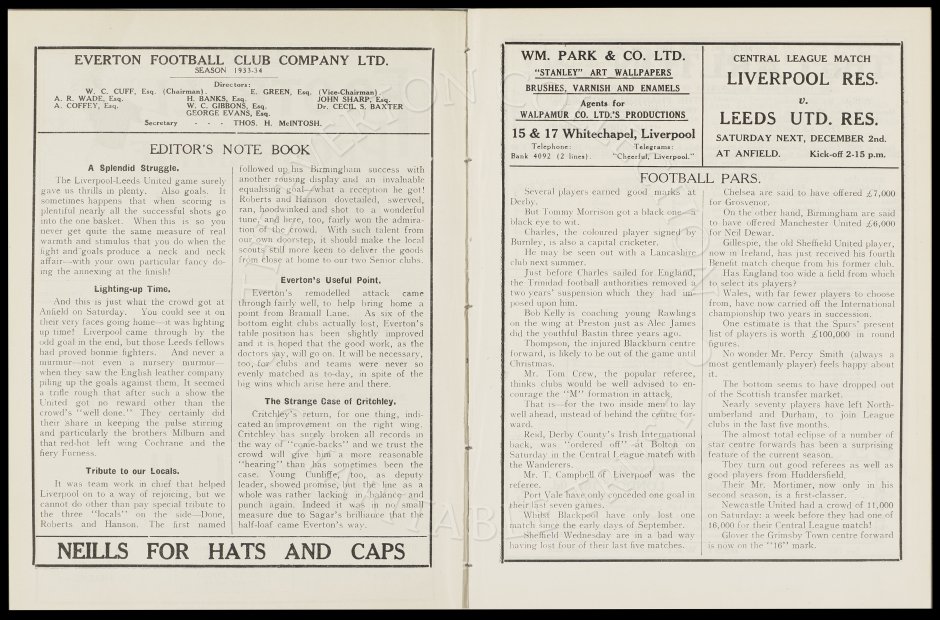 EVERTON FOOTBALL CLUB COMPANY LTD.
SEASON 1933-34
Directors:
W. C. CUFF, Esq. (Chairman). E. GREEN, Esq. (Vice-Chairman).
A. R. WADE, Esq. H. BANKS, Esq. JOHN SHARP, Esq.
A. COFFEY, Esq. W. C. GIBBONS, Esq. Dr. CECIL S. BAXTER
GEORGE EVANS, Esq.
Secretary - - - THOS. H. McINTOSH.
EDITOR'S NOTE BOOK
A Splendid Struggle.
The Liverpool-Leeds United game surely
gave us thrills in plenty. Also goals. It
sometimes happens that when scoring is
plentiful nearly all the successful shots go
into the one basket. When this is so you
never get quite the same measure of real
warmth and stimulus that you do when the
fight and goals produce a neck and neck
affair—with your own particular fancy do-
ing the annexing at the finish!
Lighting-up Time.
And this is just what the crowd got at
Anfield on Saturday. You could see it on
their very faces going home—it was lighting
up time! Liverpool came through by the
odd goal in the end, but those Leeds fellows
had proved bonnie fighters. And never a
murmur—not even a nursery murmur—
when they saw the English leather company
piling up the goals against them. It seemed
a trifle rough that after such a show the
United got no reward other than the
crowd's "well done." They certainly did
their share in keeping the pulse stirring
and particularly the brothers Milburn and
that red-hot left wing Cochrane and the
fiery Furness.
Tribute to our Locals.
It was team work in chief that helped
Liverpool on to a way of rejoicing, but we
cannot do other than pay special tribute to
the three "locals" on the side—Done,
Roberts and Hanson. The first named
followed up his Birmingham success with
another rousing display and an invaluable
equalising goal—what a reception he got!
Roberts and Hanson dovetailed, swerved,
ran, hoodwinked and shot to a wonderful
tune, and here, too, fairly won the admira-
tion of the crowd. With such talent from
our own doorstep, it should make the local
scouts still more keen to deliver the goods
from close at home to our two Senior clubs.
Everton's Useful Point.
Everton's remodelled attack came
through fairly well, to help bring home a
point from Bramall Lane. As six of the
bottom eight clubs actually lost, Everton's
table position has been slightly improved
and it is hoped that the good work, as the
doctors say, will go on. It will be necessary,
too, for clubs and teams were never so
evenly matched as to-day, in spite of the
big wins which arise here and there.
The Strange Case of Critchley.
Critchley's return, for one thing, indi-
cated an improvement on the right wing.
Critchley has surely broken all records in
the way of "come-backs" and we trust the
crowd will give him a more reasonable
"hearing" than has sometimes been the
case. Young Cunliffe, too, as deputy
leader, showed promise, but the line as a
whole was rather lacking in balance and
punch again. Indeed it was in no small
measure due to Sagar's brilliance that the
half-loaf came Everton's way.
NEILLS FOR HATS AND CAPS
WM. PARK & CO. LTD.
"STANLEY" ART WALLPAPERS
BRUSHES, VARNISH AND ENAMELS
Agents for
WALPAMUR CO. LTD.'S PRODUCTIONS
15 & 17 Whitechapel, Liverpool
Telephone: Telegrams:
Bank 4092 (2 lines). "Cheerful, Liverpool."
CENTRAL LEAGUE MATCH
LIVERPOOL RES.
v.
LEEDS UTD. RES.
SATURDAY NEXT, DECEMBER 2nd.
AT ANFIELD. Kick-off 2-15 p.m.
FOOTBALL PARS.
Several players earned good marks at
Derby.
But Tommy Morrison got a black one—a
black eye to wit.
Charles, the coloured player signed by
Burnley, is also a capital cricketer.
He may be seen out with a Lancashire
club next summer.
Just before Charles sailed for England,
the Trinidad football authorities removed a
two years' suspension which they had im-
posed upon him.
Bob Kelly is coaching young Rawlings
on the wing at Preston just as Alec James
did the youthful Bastin three years ago.
Thompson, the injured Blackburn centre
forward, is likely to be out of the game until
Christmas.
Mr. Tom Crew, the popular referee,
thinks clubs would be well advised to en-
courage the "M" formation in attack.
That is—for the two inside men to lay
well ahead, instead of behind the centre for-
ward.
Reid, Derby County's Irish International
back, was "ordered off" at Bolton on
Saturday in the Central League match with
the Wanderers.
Mr. T. Campbell of Liverpool was the
referee.
Port Vale have only conceded one goal in
their last seven games.
Whilst Blackpool have only lost one
match since the early days of September.
Sheffield Wednesday are in a bad way
having lost four of their last five matches.
Chelsea are said to have offered £7,000
for Grosvenor.
On the other hand, Birmingham are said
to have offered Manchester United £6,000
for Neil Dewar.
Gillespie, the old Sheffield United player,
now in Ireland, has just received his fourth
Benefit match cheque from his former club.
Has England too wide a field from which
to select its players?
Wales, with far fewer players to choose
from, have now carried off the International
championship two years in succession.
One estimate is that the Spurs' present
list of players is worth £100,000 in round
figures.
No wonder Mr. Percy Smith (always a
most gentlemanly player) feels happy about
it.
The bottom seems to have dropped out
of the Scottish transfer market.
Nearly seventy players have left North-
umberland and Durham, to join League
clubs in the last five months.
The almost total eclipse of a number of
star centre forwards has been a surprising
feature of the current season.
They turn out good referees as well as
good players from Huddersfield.
Their Mr. Mortimer, now only in his
second season, is a first-classer.
Newcastle United had a crowd of 11,000
on Saturday: a week before they had one of
16,000 for their Central League match!
Glover the Grimsby Town centre forward
is now on the "16" mark.